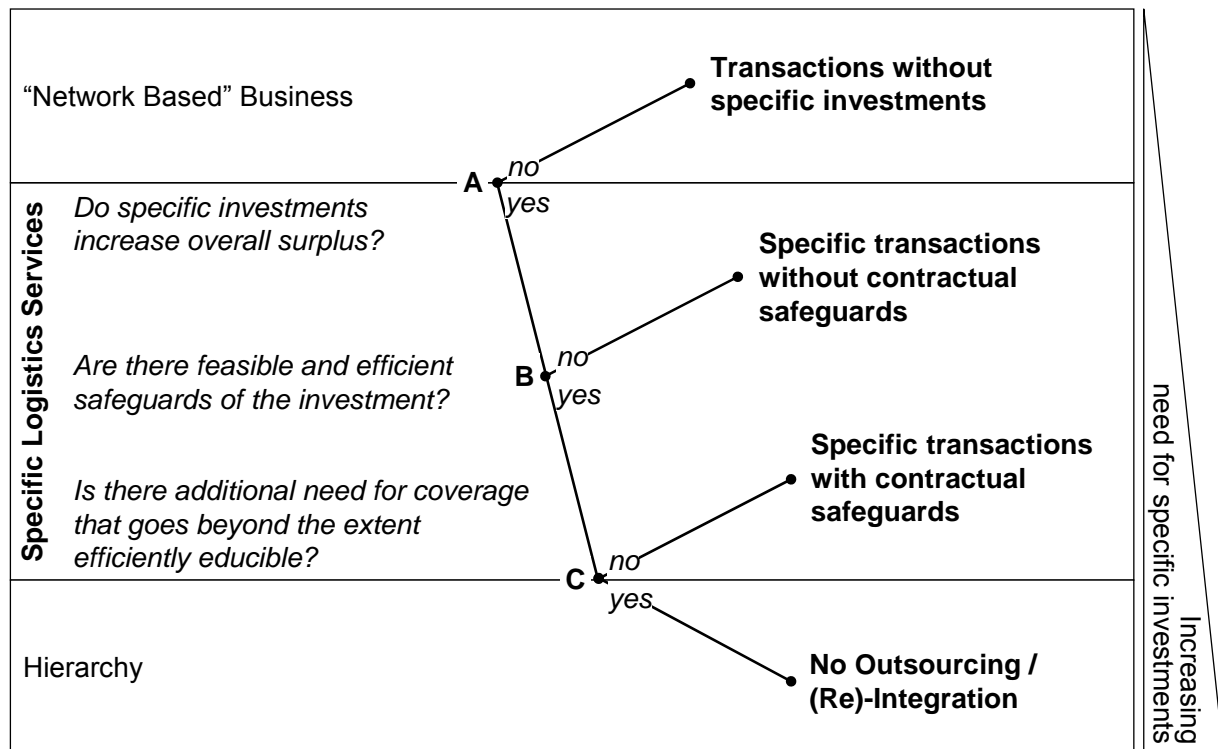 “Network Based” Business
Transactions without
specific investments
no
A
yes
Specific Logistics Services
Do specific investments
increase overall surplus?
Specific transactions
without contractual
safeguards
Are there feasible and efficient
safeguards of the investment?
no
B
yes
Is there additional need for coverage
that goes beyond the extent
efficiently educible?
Specific transactions
with contractual
safeguards
no
C
yes
Hierarchy
No Outsourcing /
(Re)-Integration
Increasing
need for specific investments